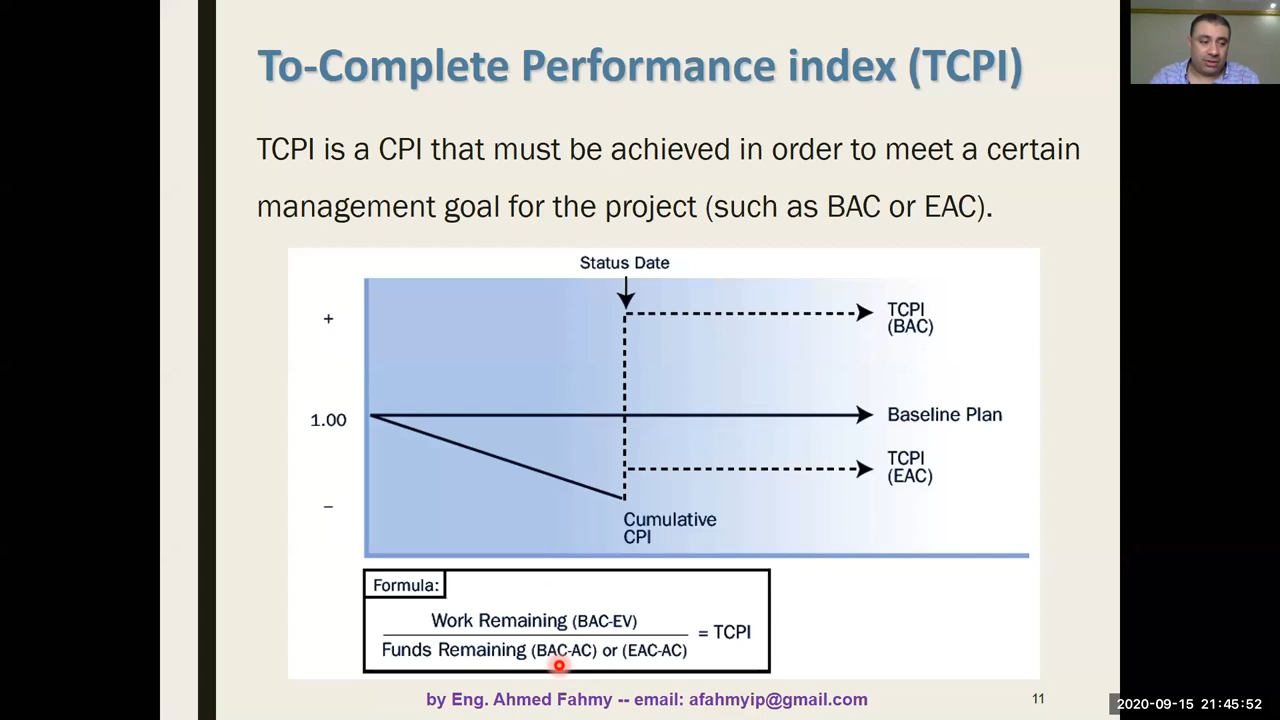 To-Complete Performance index (TCPI)
TCPI is a CPI that must be achieved in order to meet a certain
management goal for the project (such as BAC or EAC).
Status Date
+
TCPI
(BAC)
1.00
Baseline Plan
TCPI
(EAC)
–
Cumulative
CPI
Formula:
Work Remaining (BAC-EV)
Funds Remaining (BAC-AC) or (EAC-AC)
= TCPI
by Eng. Ahmed Fahmy -- email: afahmyip@gmail.com
11
2020-09-15 21:45:52